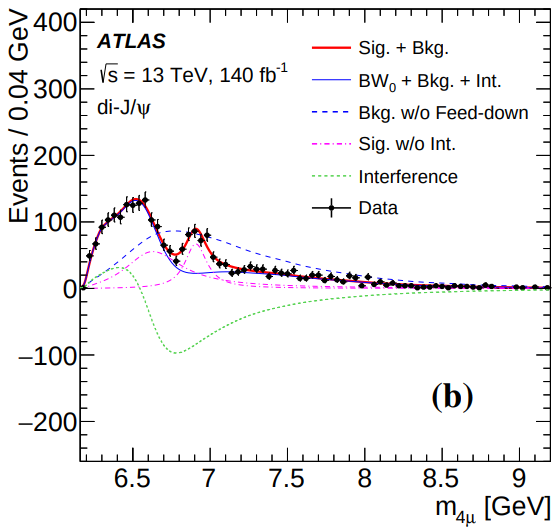 Events / 0.04 GeV
400
300
200
100
0
−100
−200
ATLAS
√s = 13 TeV, 140 fb⁻¹
di-J/ψ
Sig. + Bkg.
BW₀ + Bkg. + Int.
Bkg. w/o Feed-down
Sig. w/o Int.
Interference
Data
(b)
6.5 7 7.5 8 8.5 9
m₄μ [GeV]